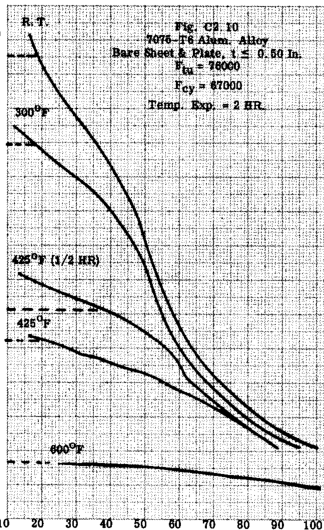 R. T.
Fig. C2.10
7075-T6 Alum. Alloy
Bare Sheet & Plate, t ≤ 0.50 In.
Ftu = 76000
Fcy = 67000
Temp. Exp. = 2 HR.
300°F
425°F (1/2 HR)
425°F
600°F
10 20 30 40 50 60 70 80 90 100